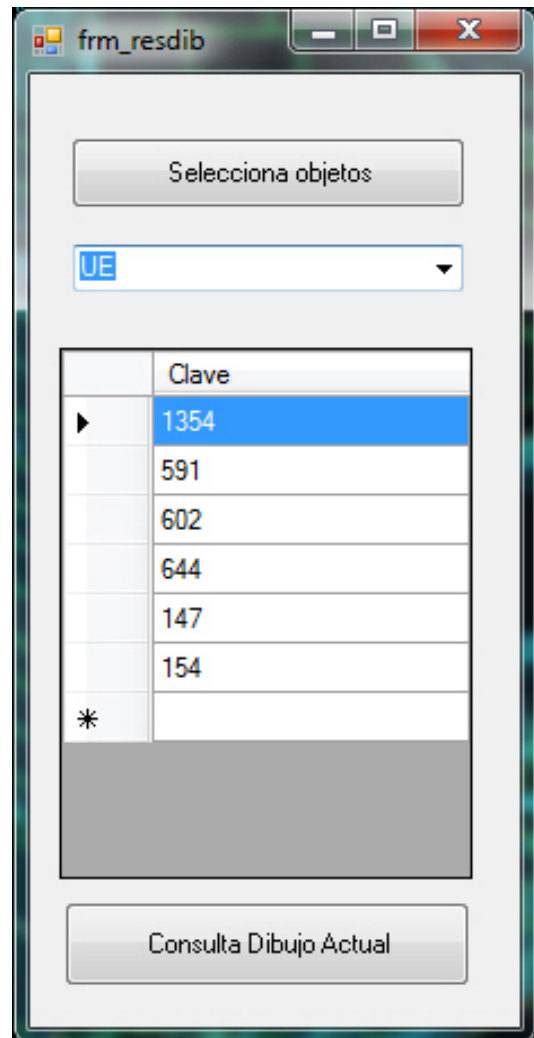 frm_resdib
Selecciona objetos
UE
Clave
1354
591
602
644
147
154
Consulta Dibujo Actual